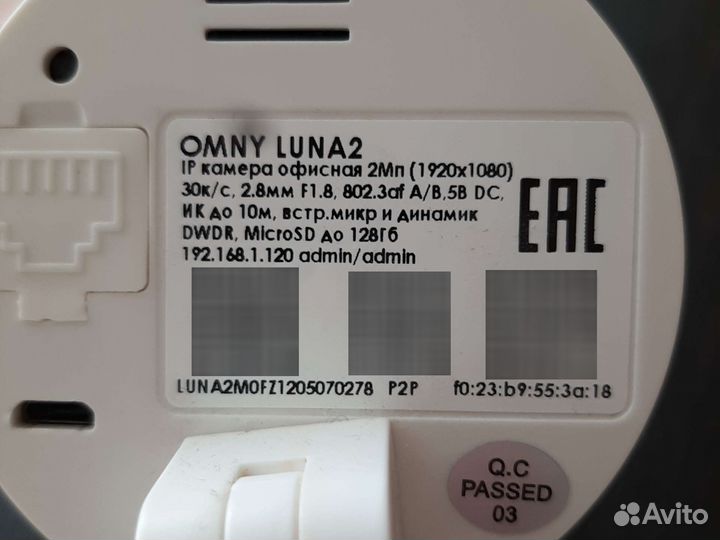 OMNY LUNA2
IP камера офисная 2Мп (1920x1080)
30к/с, 2.8мм F1.8, 802.3af A/B,5В DC,
ИК до 10м, встр.микр и динамик
DWDR, MicroSD до 128Гб
192.168.1.120 admin/admin
EAC
LUNA2M0FZ1205070278 P2P f0:23:b9:55:3a:18
Q.C
PASSED
03
Avito